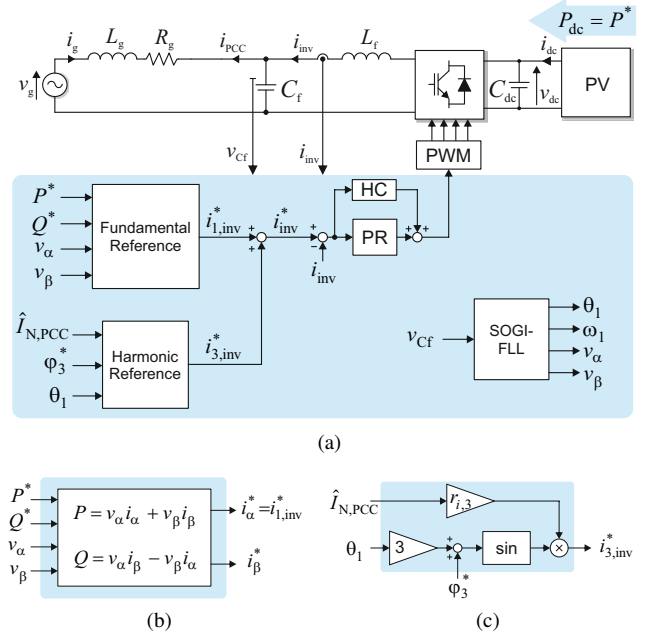 P_dc = P*
i_g
L_g
R_g
i_PCC
i_inv
L_f
i_dc
v_g
C_f
C_dc
v_dc
PV
v_Cf
i_inv
PWM
P*
Q*
v_α
v_β
Fundamental
Reference
i*_1,inv
i*_inv
+
+
+
−
i_inv
HC
PR
+
+
Î_N,PCC
φ*_3
θ_1
Harmonic
Reference
i*_3,inv
v_Cf
SOGI-
FLL
θ_1
ω_1
v_α
v_β
(a)
P*
Q*
v_α
v_β
P = v_α i_α + v_β i_β
Q = v_α i_β − v_β i_α
i*_α = i*_1,inv
i*_β
(b)
Î_N,PCC
r_i,3
θ_1
3
+
+
sin
×
i*_3,inv
φ*_3
(c)